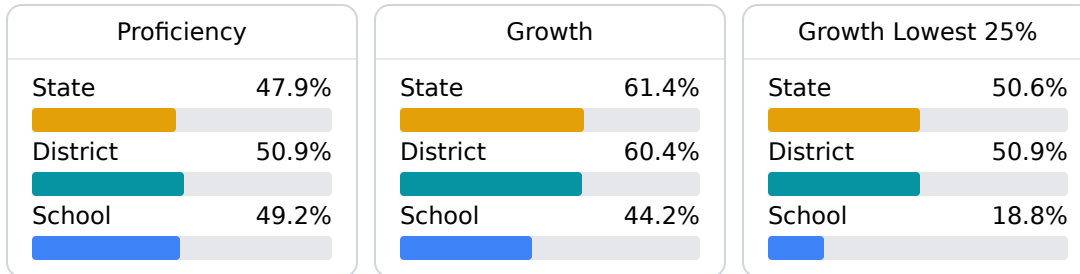 Proficiency
State 47.9%
District 50.9%
School 49.2%
Growth
State 61.4%
District 60.4%
School 44.2%
Growth Lowest 25%
State 50.6%
District 50.9%
School 18.8%